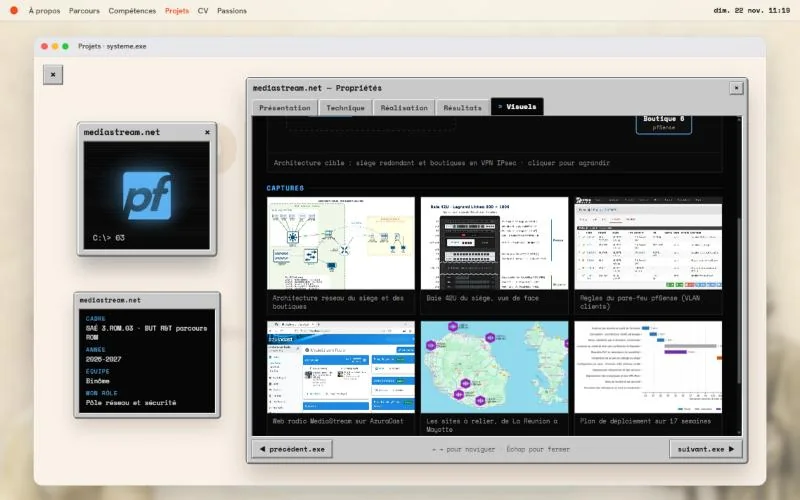 À propos Parcours Compétences Projets CV Passions dim. 22 nov. 11:19
Projets · systeme.exe
×
mediastream.net ×
pf
C:\> 03
mediastream.net
CADRE
SAÉ 3.ROM.03 · BUT R&T parcours
ROM
ANNÉE
2026-2027
ÉQUIPE
Binôme
MON RÔLE
Pôle réseau et sécurité
mediastream.net — Propriétés ×
Présentation Technique Réalisation Résultats > Visuels
Boutique 6
pfSense
Architecture cible : siège redondant et boutiques en VPN IPsec · cliquer pour agrandir
CAPTURES
Architecture réseau du siège et des
boutiques
Baie 42U du siège, vue de face
Règles du pare-feu pfSense (VLAN
clients)
Web radio MediaStream sur AzuraCast
Les sites à relier, de La Réunion à
Mayotte
Plan de déploiement sur 17 semaines
◀ précédent.exe
← → pour naviguer · Échap pour fermer
suivant.exe ▶